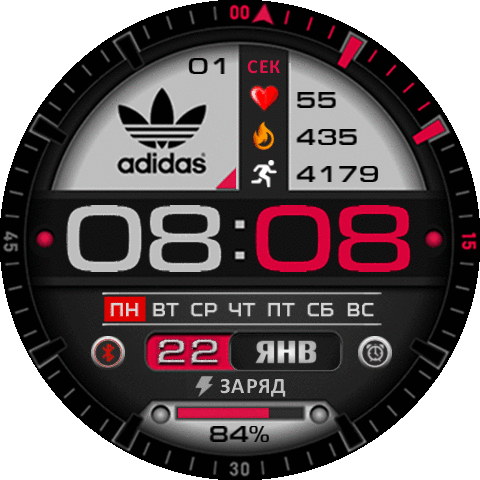 00
01 СЕК
55
435
4179
adidas
08:08
45
15
ПН ВТ СР ЧТ ПТ СБ ВС
22 ЯНВ
ЗАРЯД
84%
30